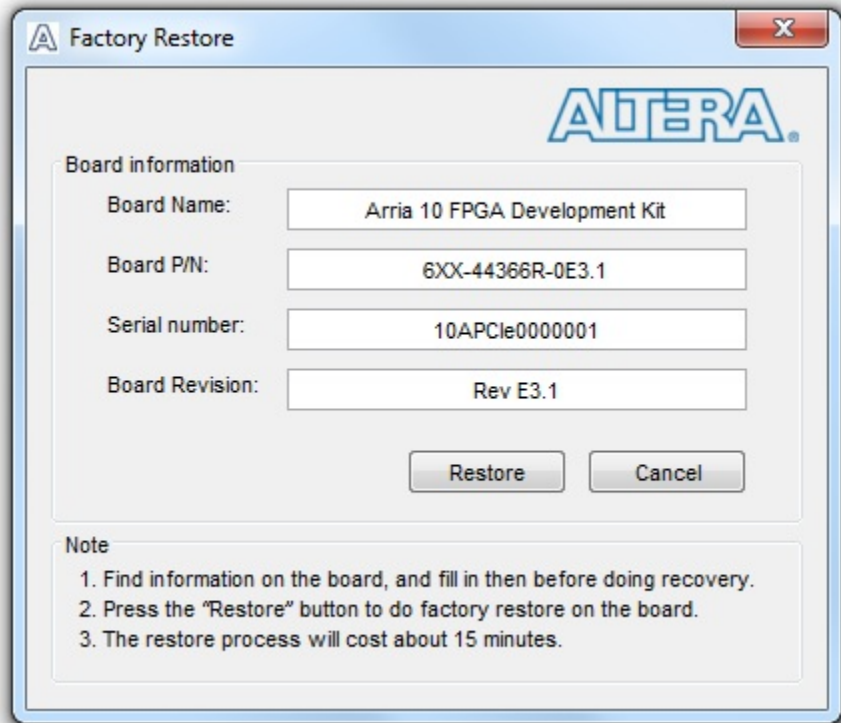 Factory Restore
ALTERA®
Board information
Board Name: Arria 10 FPGA Development Kit
Board P/N: 6XX-44366R-0E3.1
Serial number: 10APCIe0000001
Board Revision: Rev E3.1
Restore Cancel
Note
1. Find information on the board, and fill in then before doing recovery.
2. Press the "Restore" button to do factory restore on the board.
3. The restore process will cost about 15 minutes.